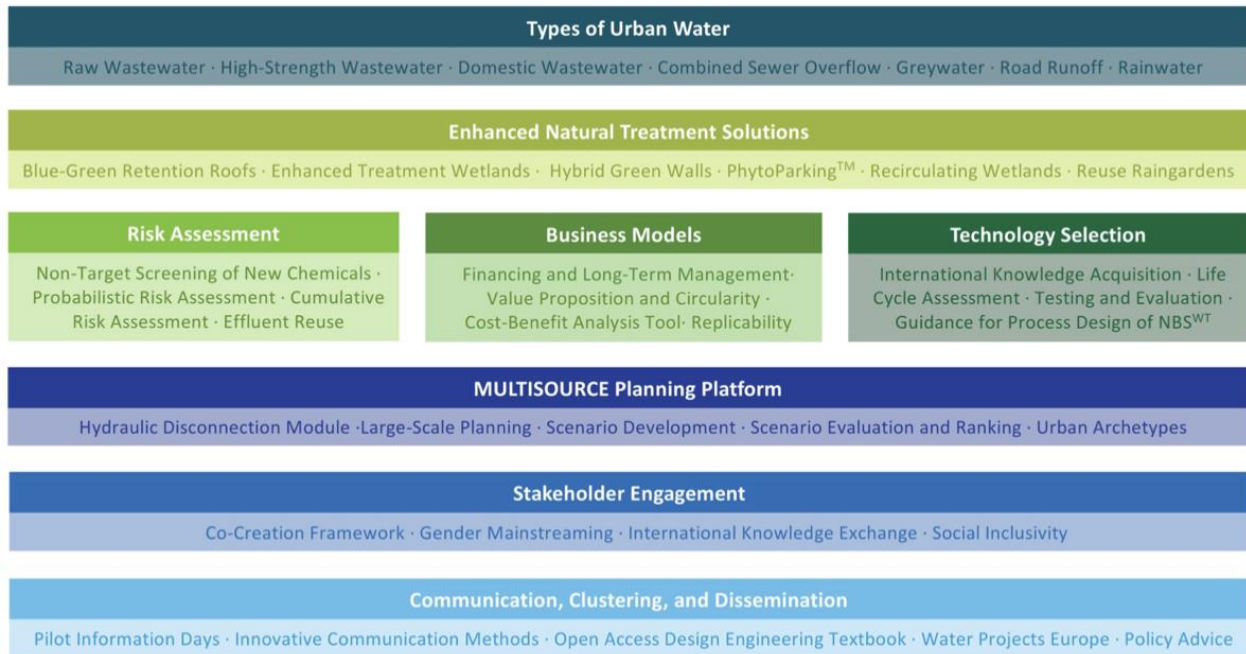 Types of Urban Water
Raw Wastewater · High-Strength Wastewater · Domestic Wastewater · Combined Sewer Overflow · Greywater · Road Runoff · Rainwater
Enhanced Natural Treatment Solutions
Blue-Green Retention Roofs · Enhanced Treatment Wetlands · Hybrid Green Walls · PhytoParking™ · Recirculating Wetlands · Reuse Raingardens
Risk Assessment
Non-Target Screening of New Chemicals ·
Probabilistic Risk Assessment · Cumulative
Risk Assessment · Effluent Reuse
Business Models
Financing and Long-Term Management·
Value Proposition and Circularity ·
Cost-Benefit Analysis Tool· Replicability
Technology Selection
International Knowledge Acquisition · Life
Cycle Assessment · Testing and Evaluation ·
Guidance for Process Design of NBSᵂᵀ
MULTISOURCE Planning Platform
Hydraulic Disconnection Module ·Large-Scale Planning · Scenario Development · Scenario Evaluation and Ranking · Urban Archetypes
Stakeholder Engagement
Co-Creation Framework · Gender Mainstreaming · International Knowledge Exchange · Social Inclusivity
Communication, Clustering, and Dissemination
Pilot Information Days · Innovative Communication Methods · Open Access Design Engineering Textbook · Water Projects Europe · Policy Advice